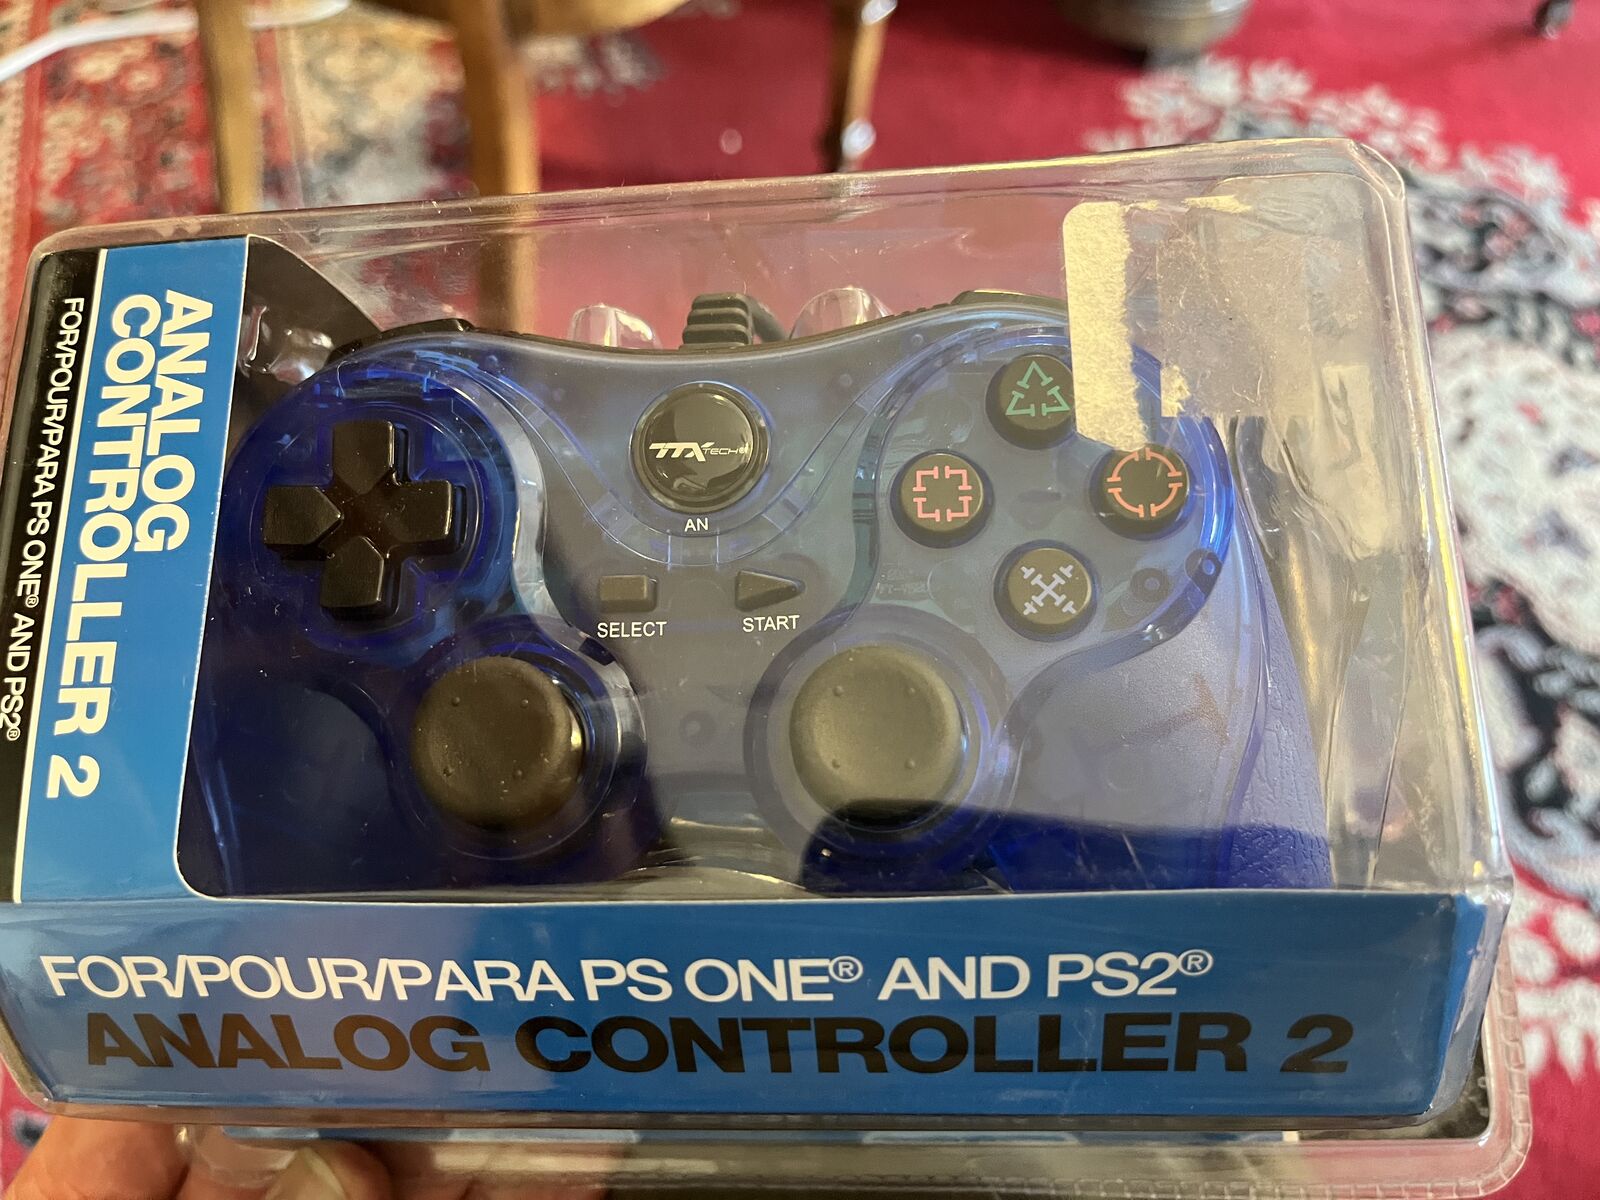 ANALOG
CONTROLLER 2
FOR/POUR/PARA PS ONE® AND PS2®
TTX TECH®
AN
SELECT
START
FOR/POUR/PARA PS ONE® AND PS2®
ANALOG CONTROLLER 2